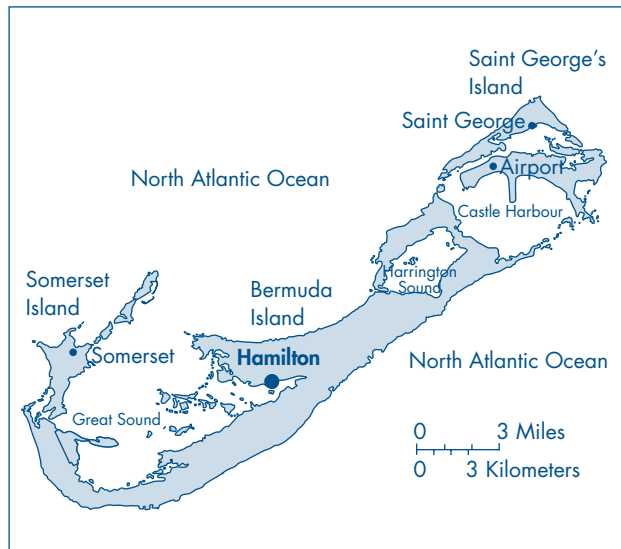 Saint George's
Island
Saint George
Airport
North Atlantic Ocean
Castle Harbour
Harrington
Sound
Somerset
Island
Bermuda
Island
Somerset
Hamilton
North Atlantic Ocean
Great Sound
0 3 Miles
0 3 Kilometers